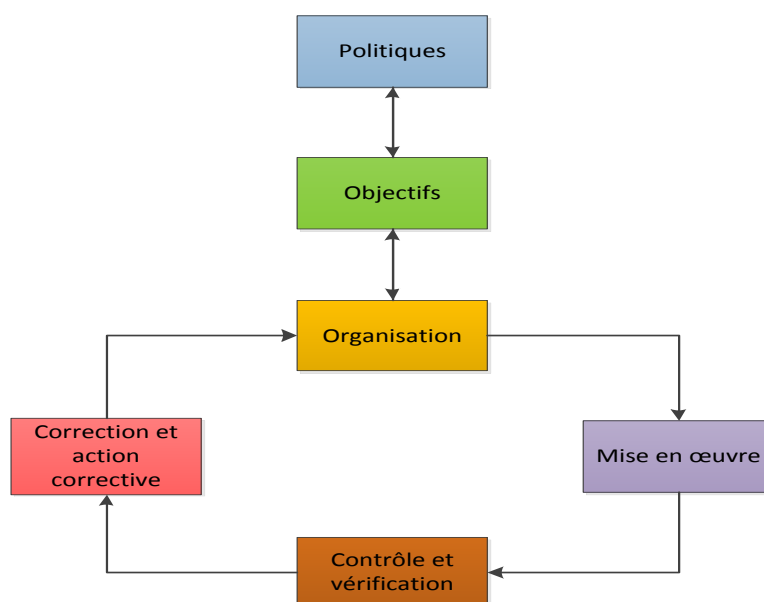 Politiques
Objectifs
Organisation
Correction et
action
corrective
Mise en œuvre
Contrôle et
vérification